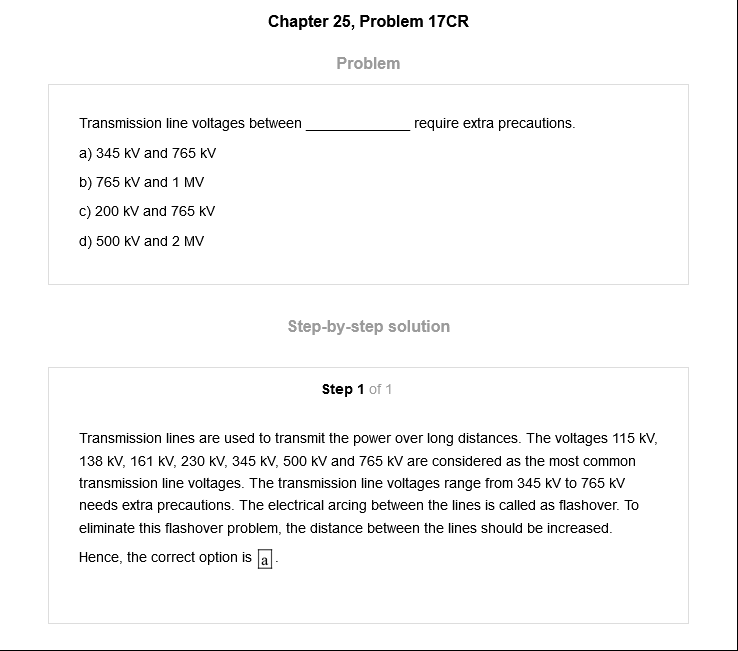 Chapter 25, Problem 17CR
Problem
Transmission line voltages between _____________ require extra precautions.
a) 345 kV and 765 kV
b) 765 kV and 1 MV
c) 200 kV and 765 kV
d) 500 kV and 2 MV
Step-by-step solution
Step 1 of 1
Transmission lines are used to transmit the power over long distances. The voltages 115 kV,
138 kV, 161 kV, 230 kV, 345 kV, 500 kV and 765 kV are considered as the most common
transmission line voltages. The transmission line voltages range from 345 kV to 765 kV
needs extra precautions. The electrical arcing between the lines is called as flashover. To
eliminate this flashover problem, the distance between the lines should be increased.
Hence, the correct option is a.